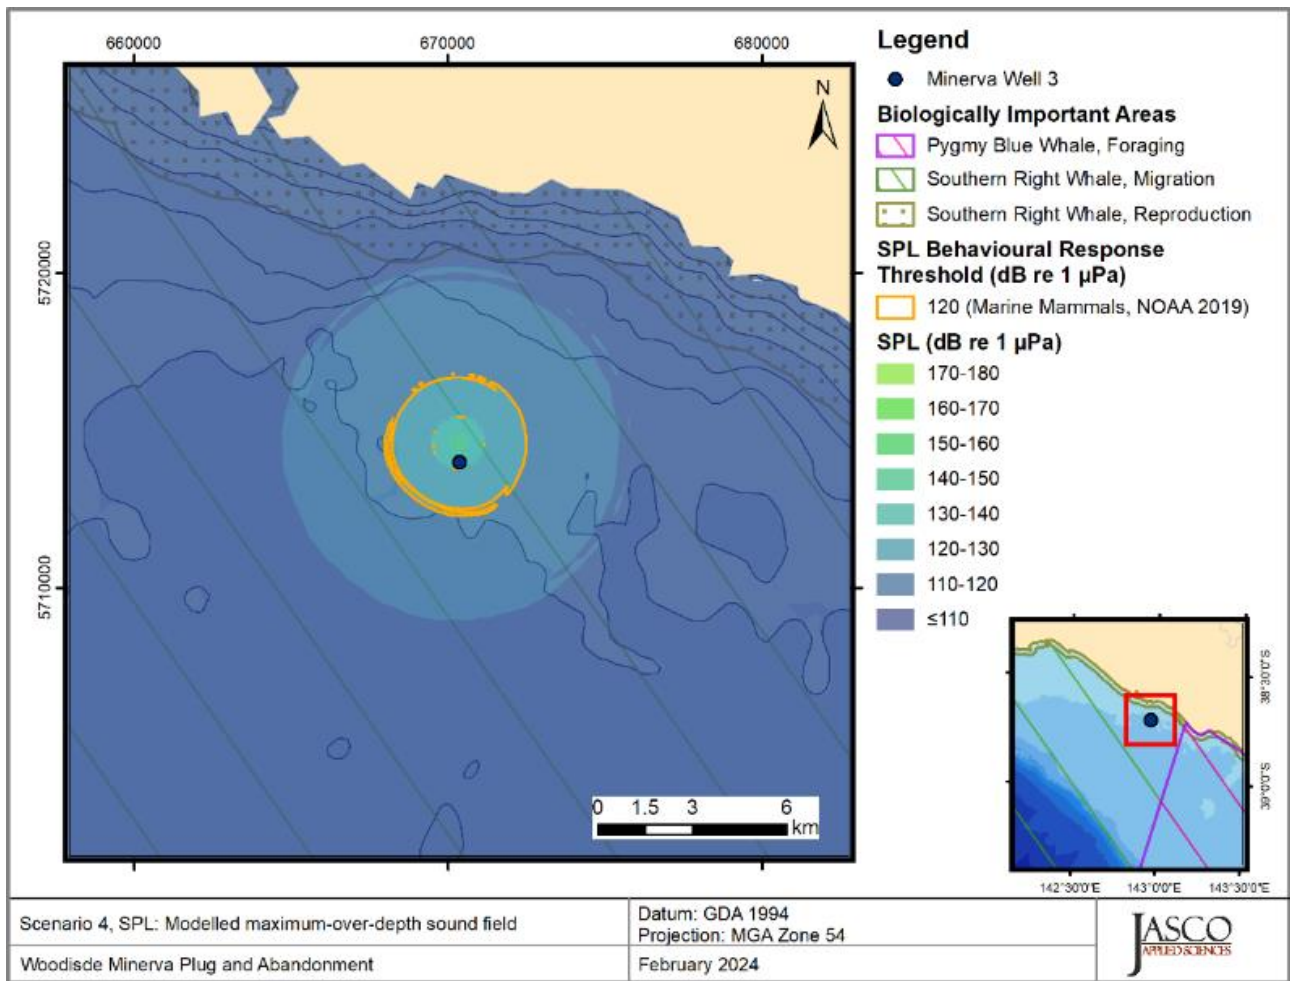 660000
670000
680000
5720000
5710000
N
0 1.5 3 6
km
Legend
Minerva Well 3
Biologically Important Areas
Pygmy Blue Whale, Foraging
Southern Right Whale, Migration
Southern Right Whale, Reproduction
SPL Behavioural Response
Threshold (dB re 1 µPa)
120 (Marine Mammals, NOAA 2019)
SPL (dB re 1 µPa)
170-180
160-170
150-160
140-150
130-140
120-130
110-120
≤110
38°30'0"S
39°0'0"S
142°30'0"E 143°0'0"E 143°30'0"E
Scenario 4, SPL: Modelled maximum-over-depth sound field
Woodisde Minerva Plug and Abandonment
Datum: GDA 1994
Projection: MGA Zone 54
February 2024
JASCO
APPLIED SCIENCES